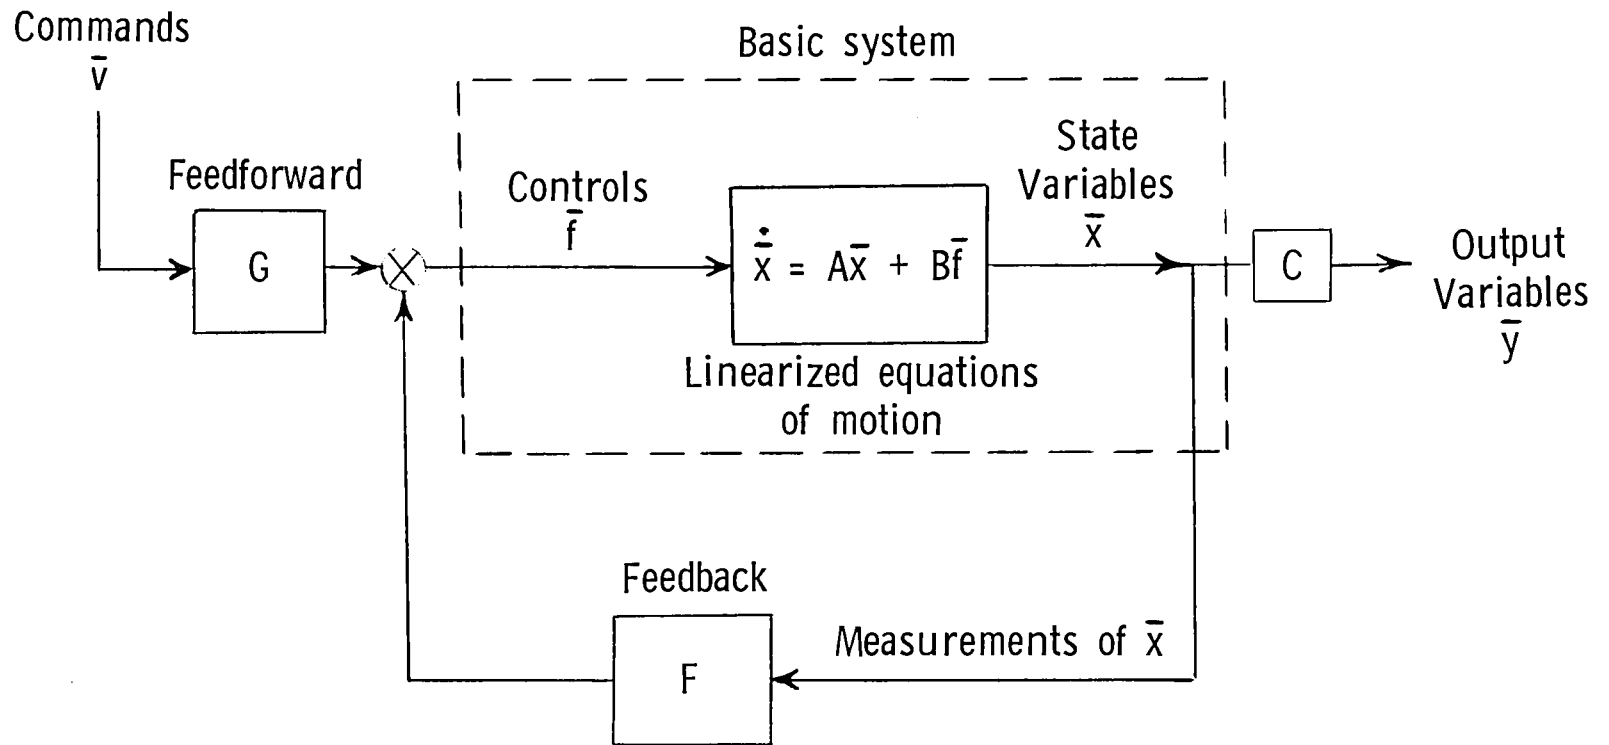 Commands
v̅
Basic system
Feedforward
G
Controls
f̅
ẋ̅ = Ax̅ + Bf̅
Linearized equations
of motion
State
Variables
x̅
C
Output
Variables
y̅
Feedback
F
Measurements of x̅